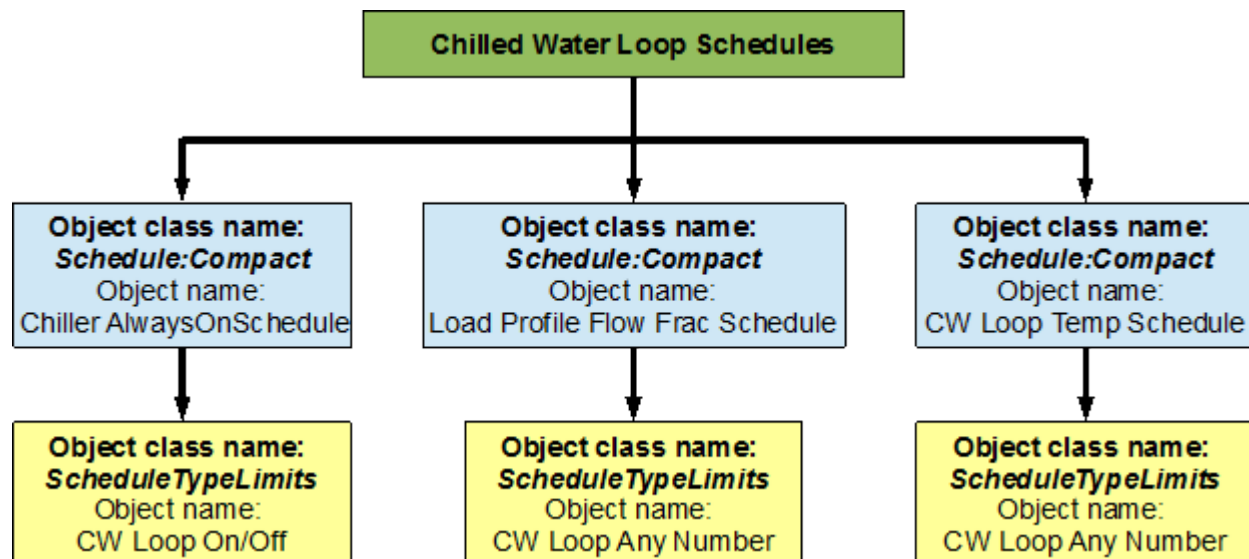 Chilled Water Loop Schedules
Object class name:
Schedule:Compact
Object name:
Chiller AlwaysOnSchedule
Object class name:
Schedule:Compact
Object name:
Load Profile Flow Frac Schedule
Object class name:
Schedule:Compact
Object name:
CW Loop Temp Schedule
Object class name:
ScheduleTypeLimits
Object name:
CW Loop On/Off
Object class name:
ScheduleTypeLimits
Object name:
CW Loop Any Number
Object class name:
ScheduleTypeLimits
Object name:
CW Loop Any Number